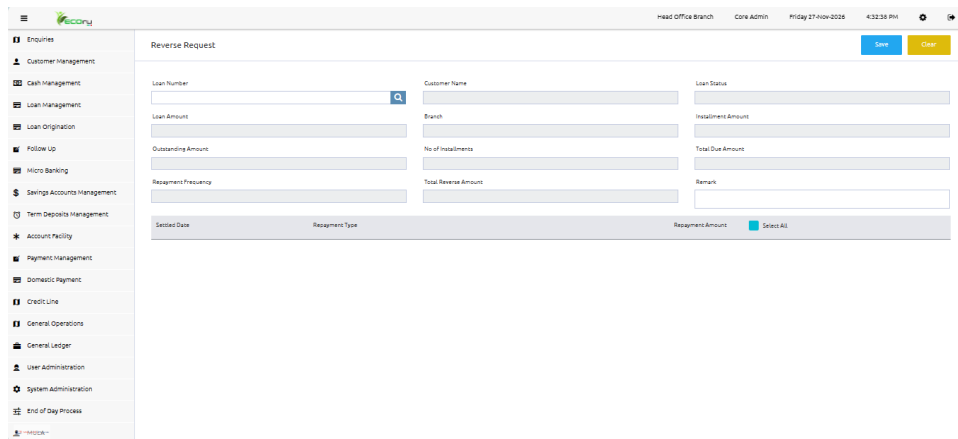 ecory
Head Office Branch Core Admin Friday 27-Nov-2026 4:32:38 PM
Enquiries
Customer Management
Cash Management
Loan Management
Loan Origination
Follow Up
Micro Banking
Savings Accounts Management
Term Deposits Management
Account Facility
Payment Management
Domestic Payment
Credit Line
General Operations
General Ledger
User Administration
System Administration
End of Day Process
Reverse Request
Save Clear
Loan Number Customer Name Loan Status
Loan Amount Branch Installment Amount
Outstanding Amount No of Installments Total Due Amount
Repayment Frequency Total Reverse Amount Remark
Settled Date Repayment Type Repayment Amount Select All